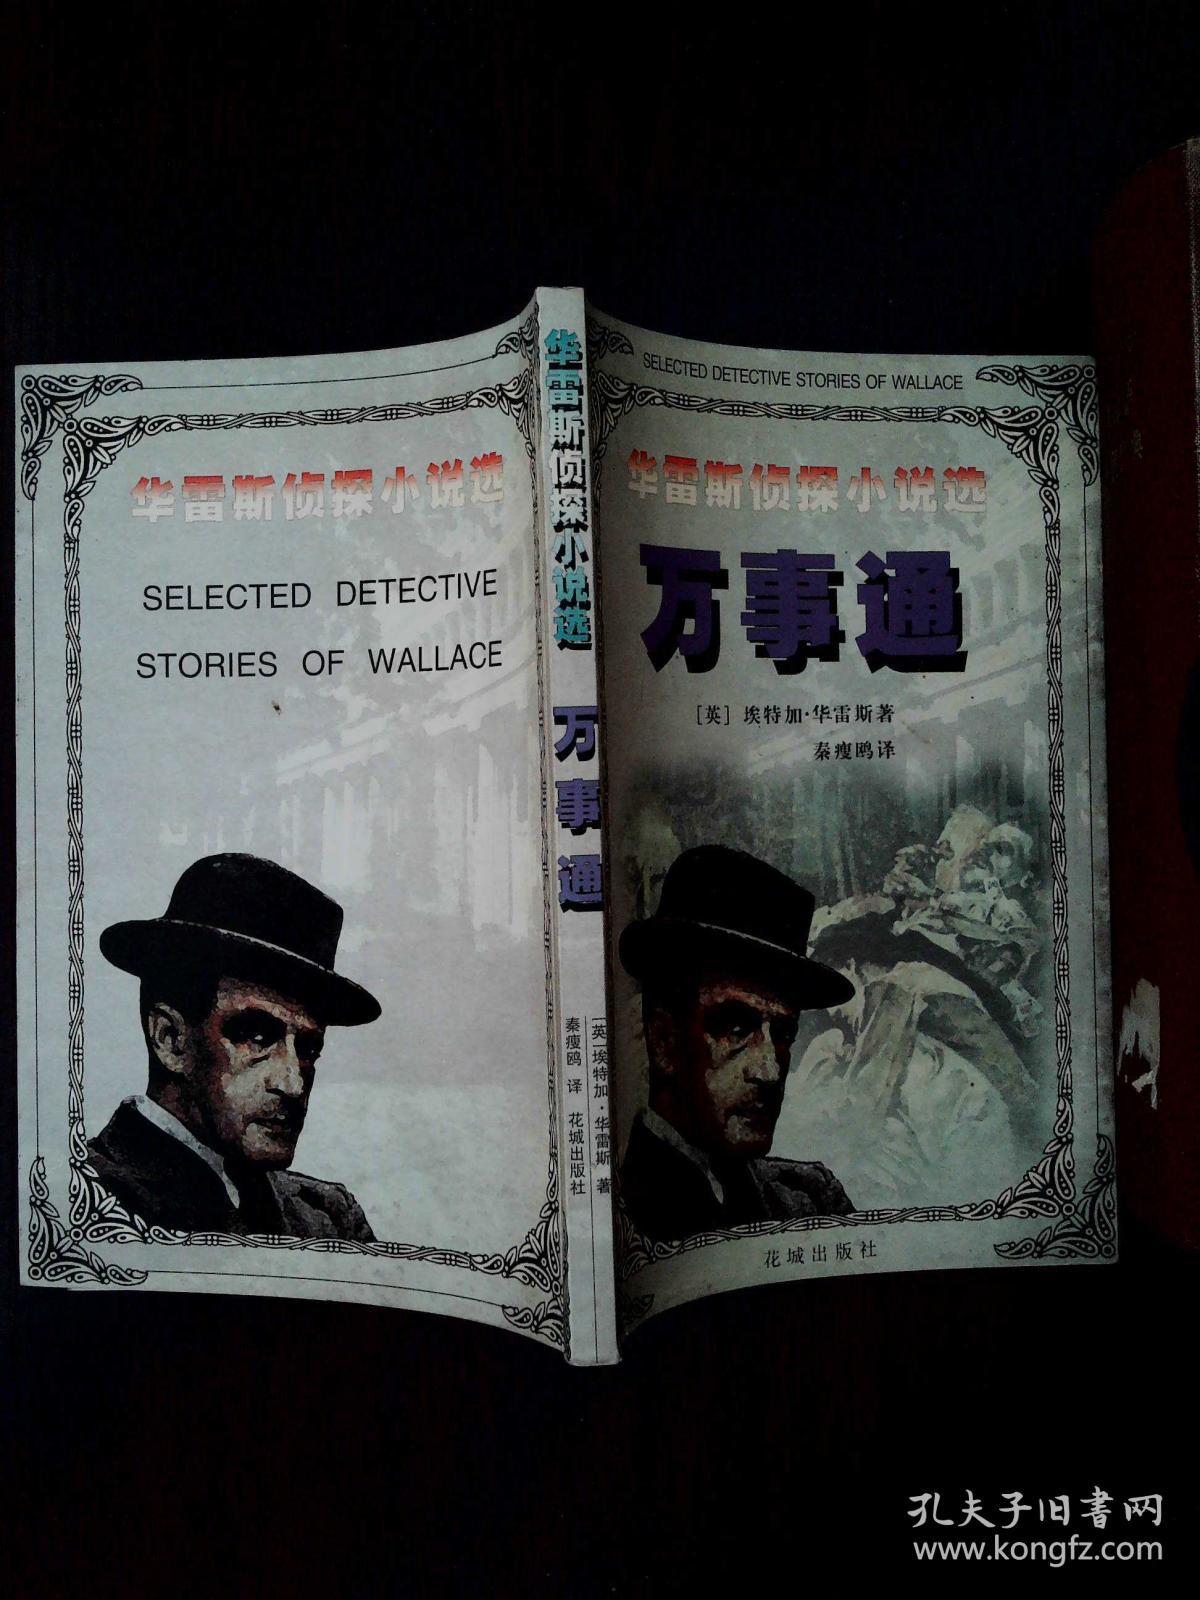 华雷斯侦探小说选
SELECTED DETECTIVE
STORIES OF WALLACE
华雷斯侦探小说选
万事通
[英]埃特加·华雷斯 著
秦瘦鸥 译 花城出版社
SELECTED DETECTIVE STORIES OF WALLACE
华雷斯侦探小说选
万事通
[英] 埃特加·华雷斯著
秦瘦鸥译
花城出版社
孔夫子旧書网
www.kongfz.com